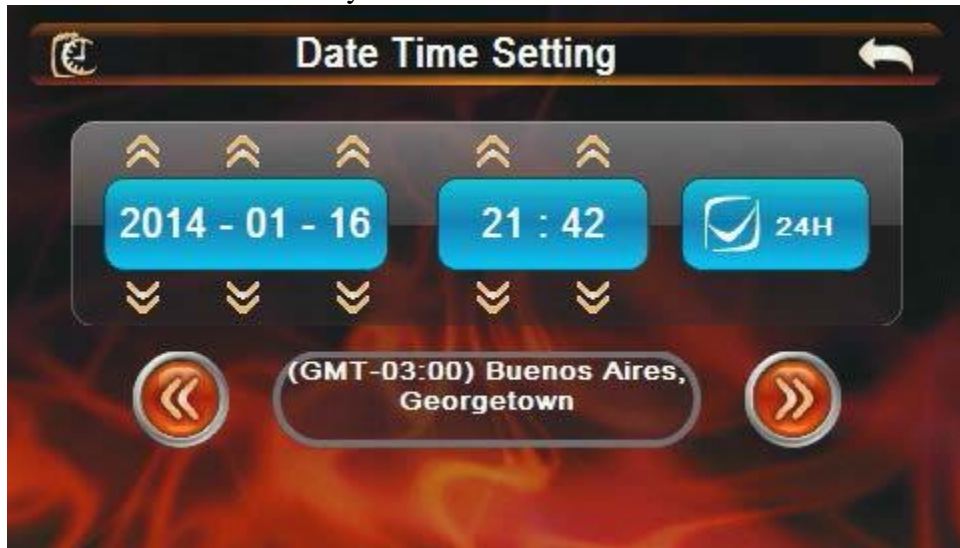 Date Time Setting
2014 - 01 - 16
21 : 42
24H
(GMT-03:00) Buenos Aires,
Georgetown